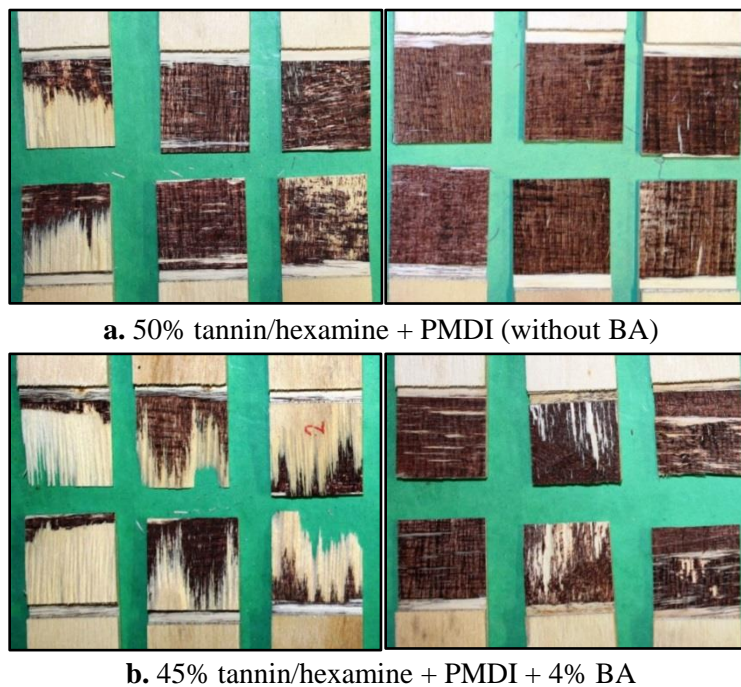 a. 50% tannin/hexamine + PMDI (without BA)
2
b. 45% tannin/hexamine + PMDI + 4% BA